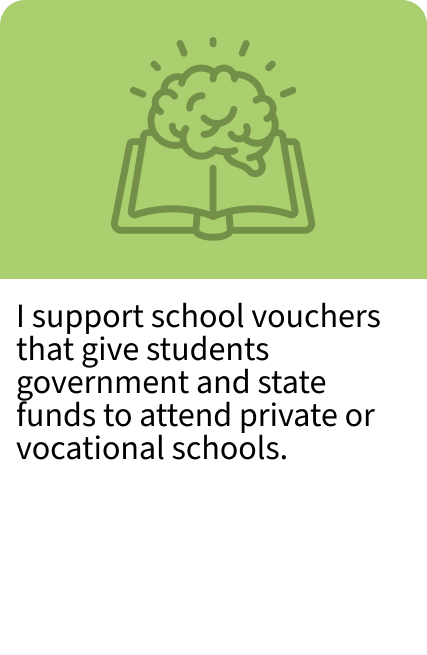 I support school vouchers
that give students
government and state
funds to attend private or
vocational schools.